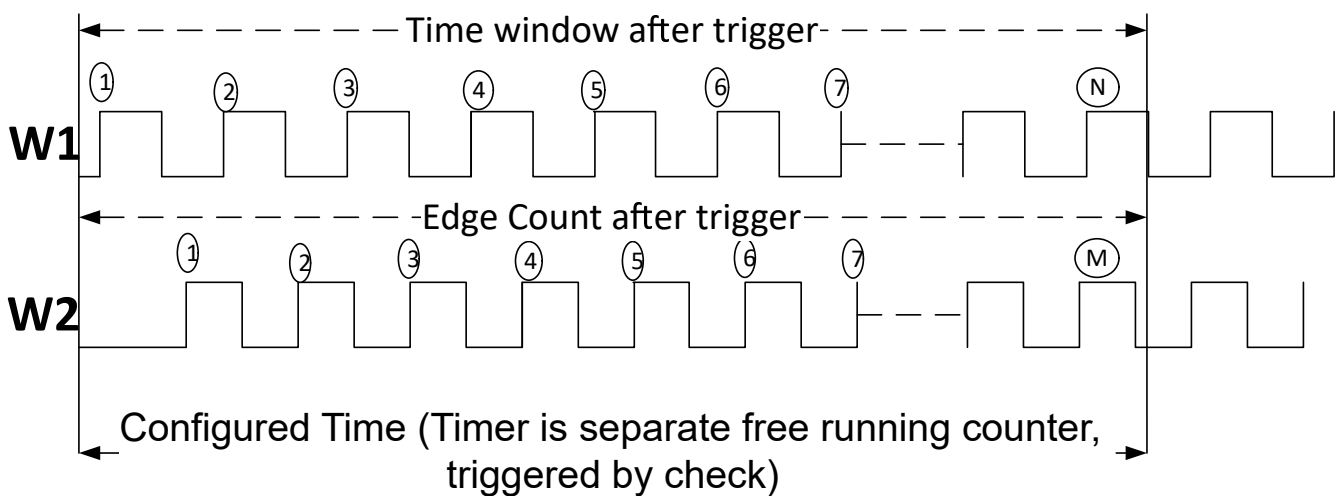 Time window after trigger
1 2 3 4 5 6 7 N
W1
Edge Count after trigger
1 2 3 4 5 6 7 M
W2
Configured Time (Timer is separate free running counter,
triggered by check)